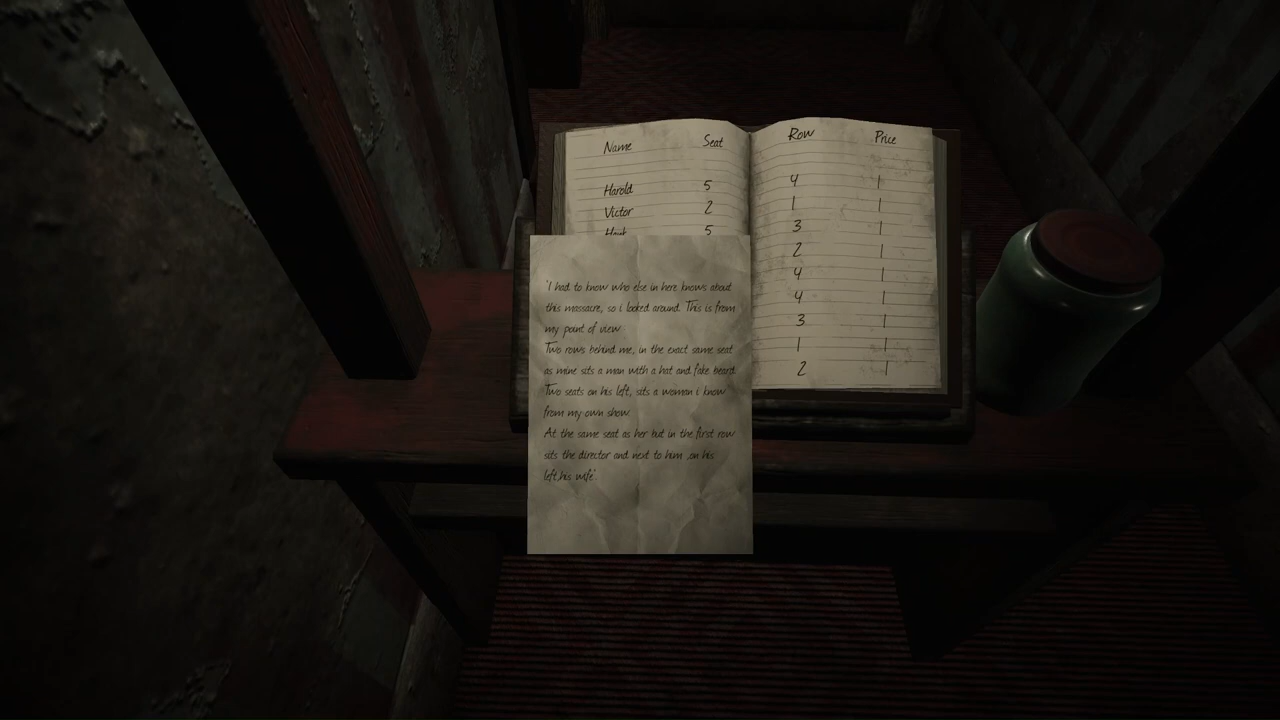 Name Seat
Harold 5
Victor 2
5
Row Price
4 1
1 1
3 1
2 1
4 1
4 1
3 1
1 1
2 1
"I had to know who else in here knows about
this massacre, so i looked around. This is from
my point of view.
Two rows behind me, in the exact same seat
as mine sits a man with a hat and fake beard.
Two seats on his left, sits a woman i know
from my own show.
At the same seat as her but in the first row
sits the director and next to him ,on his
left,his wife".